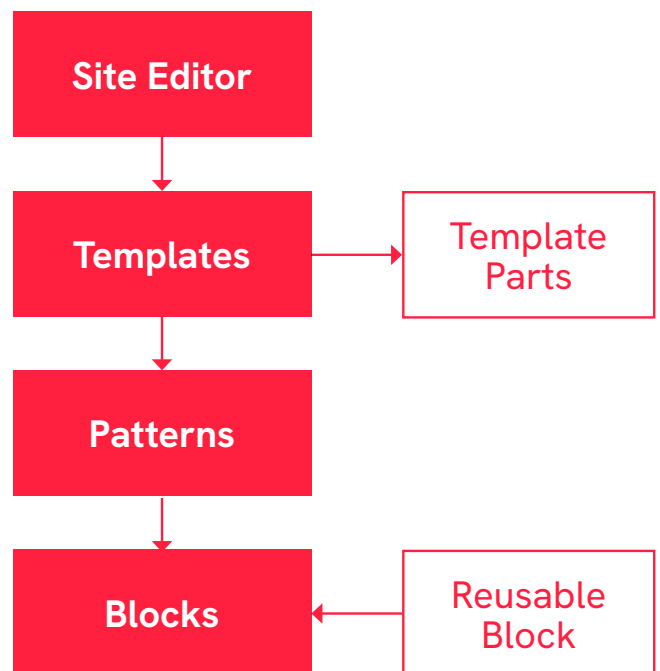 Site Editor
Templates
Template
Parts
Patterns
Blocks
Reusable
Block